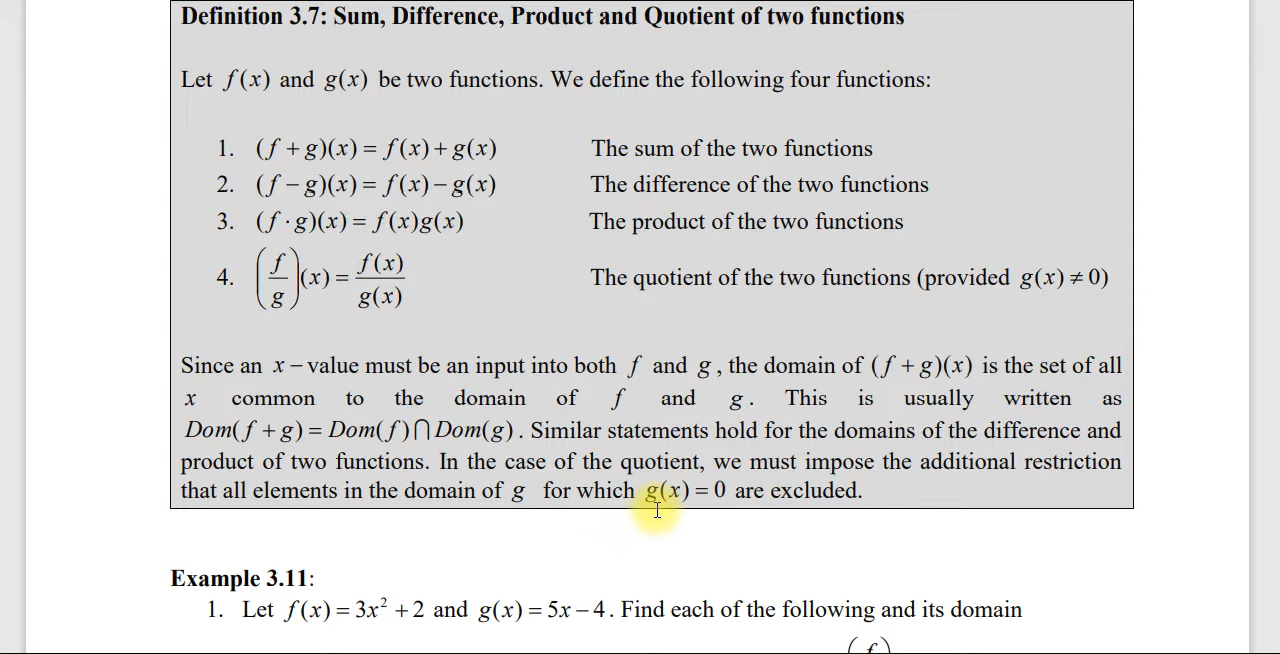 Definition 3.7: Sum, Difference, Product and Quotient of two functions
Let f(x) and g(x) be two functions. We define the following four functions:
1. (f + g)(x) = f(x) + g(x) The sum of the two functions
2. (f − g)(x) = f(x) − g(x) The difference of the two functions
3. (f · g)(x) = f(x)g(x) The product of the two functions
4. (f/g)(x) = f(x)/g(x) The quotient of the two functions (provided g(x) ≠ 0)
Since an x − value must be an input into both f and g, the domain of (f + g)(x) is the set of all
x common to the domain of f and g. This is usually written as
Dom(f + g) = Dom(f) ⋂ Dom(g). Similar statements hold for the domains of the difference and
product of two functions. In the case of the quotient, we must impose the additional restriction
that all elements in the domain of g for which g(x) = 0 are excluded.
Example 3.11:
1. Let f(x) = 3x² + 2 and g(x) = 5x − 4. Find each of the following and its domain